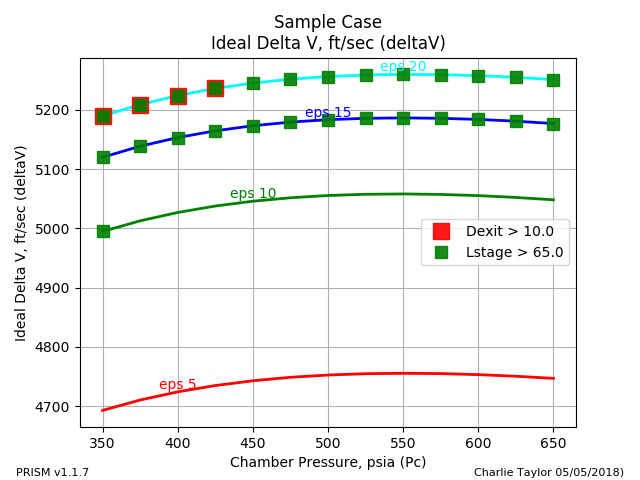 Sample Case
Ideal Delta V, ft/sec (deltaV)
Ideal Delta V, ft/sec (deltaV)
5200
5100
5000
4900
4800
4700
eps 20
eps 15
eps 10
eps 5
Dexit > 10.0
Lstage > 65.0
350 400 450 500 550 600 650
Chamber Pressure, psia (Pc)
PRISM v1.1.7
Charlie Taylor 05/05/2018)